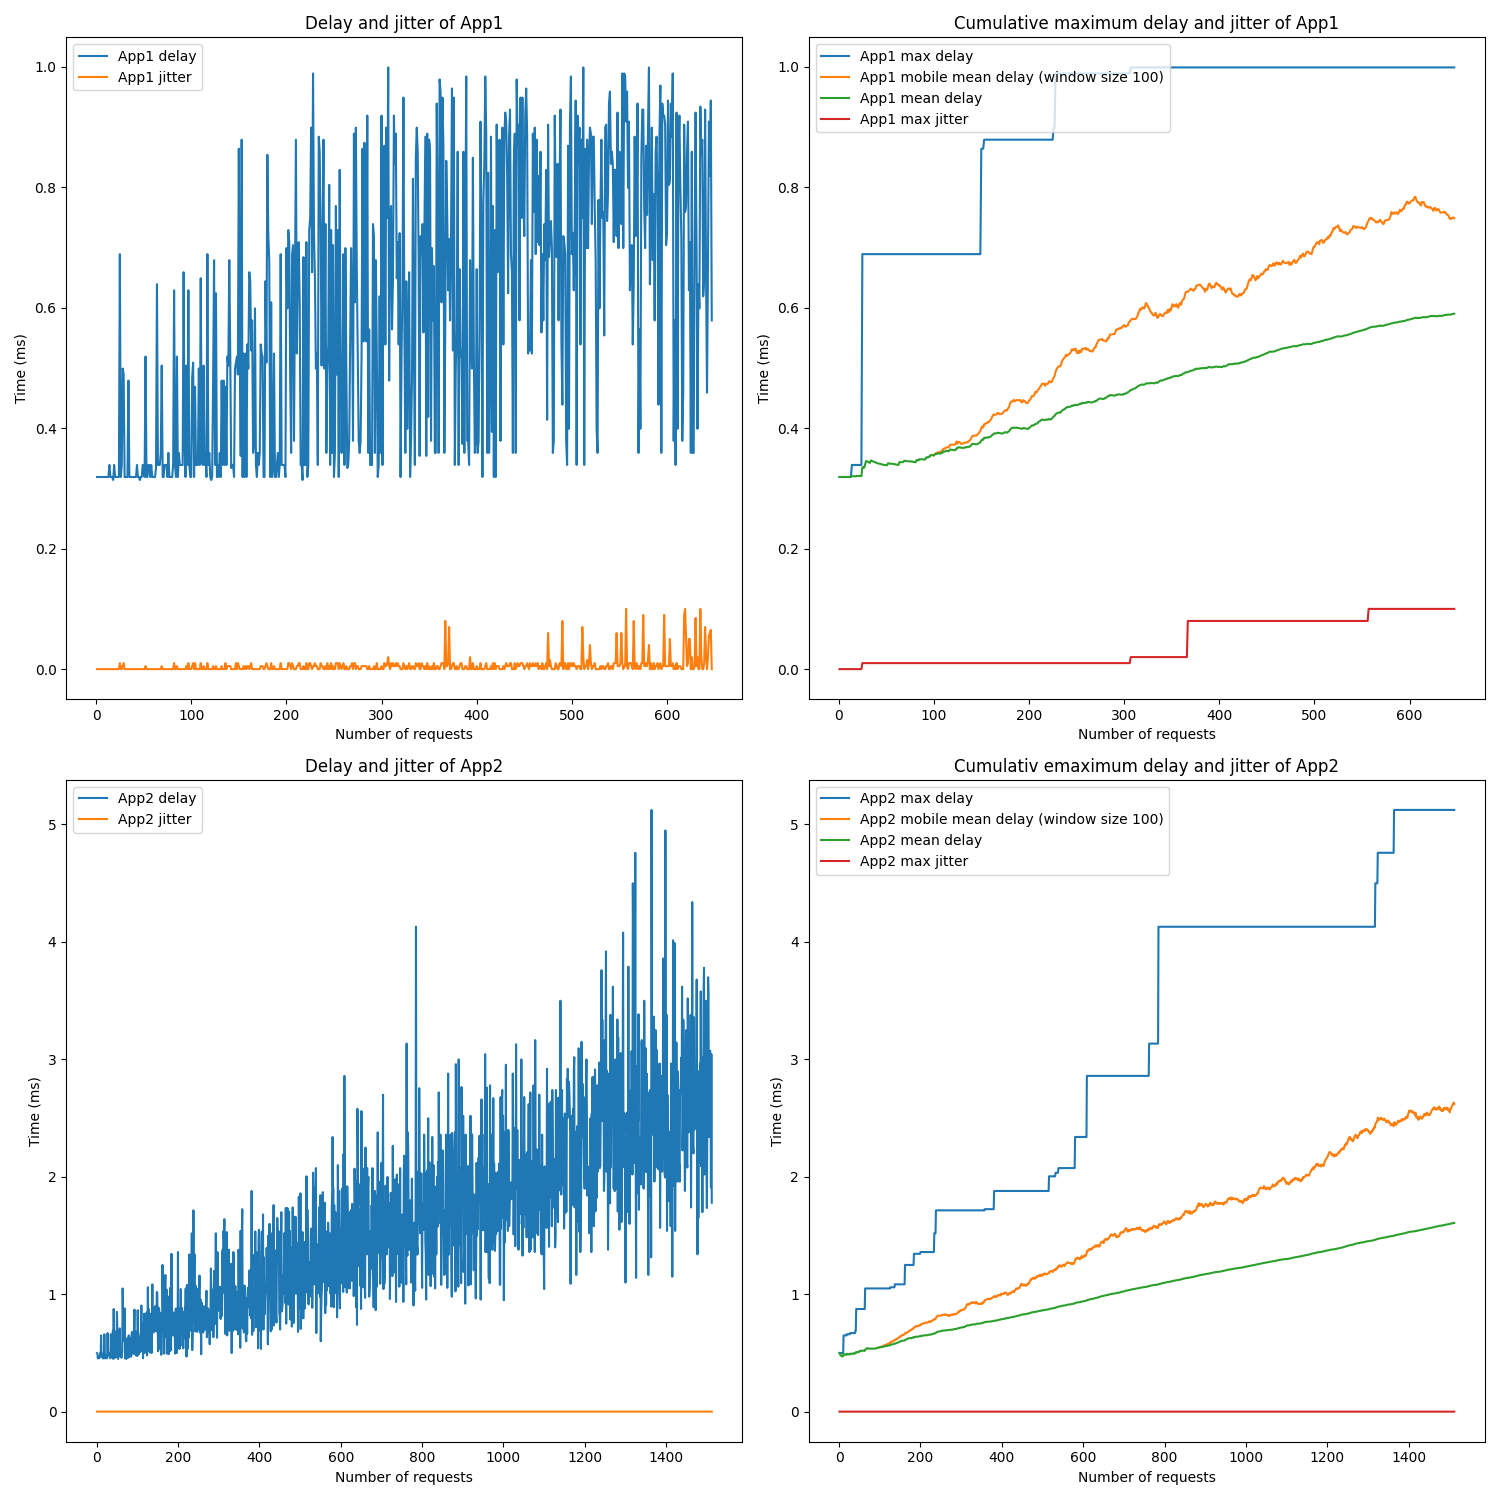 Delay and jitter of App1
App1 delay
App1 jitter
1.0
0.8
0.6
0.4
0.2
0.0
Time (ms)
0 100 200 300 400 500 600
Number of requests
Cumulative maximum delay and jitter of App1
App1 max delay
App1 mobile mean delay (window size 100)
App1 mean delay
App1 max jitter
1.0
0.8
0.6
0.4
0.2
0.0
Time (ms)
0 100 200 300 400 500 600
Number of requests
Delay and jitter of App2
App2 delay
App2 jitter
5
4
3
2
1
0
Time (ms)
0 200 400 600 800 1000 1200 1400
Number of requests
Cumulativ emaximum delay and jitter of App2
App2 max delay
App2 mobile mean delay (window size 100)
App2 mean delay
App2 max jitter
5
4
3
2
1
0
Time (ms)
0 200 400 600 800 1000 1200 1400
Number of requests